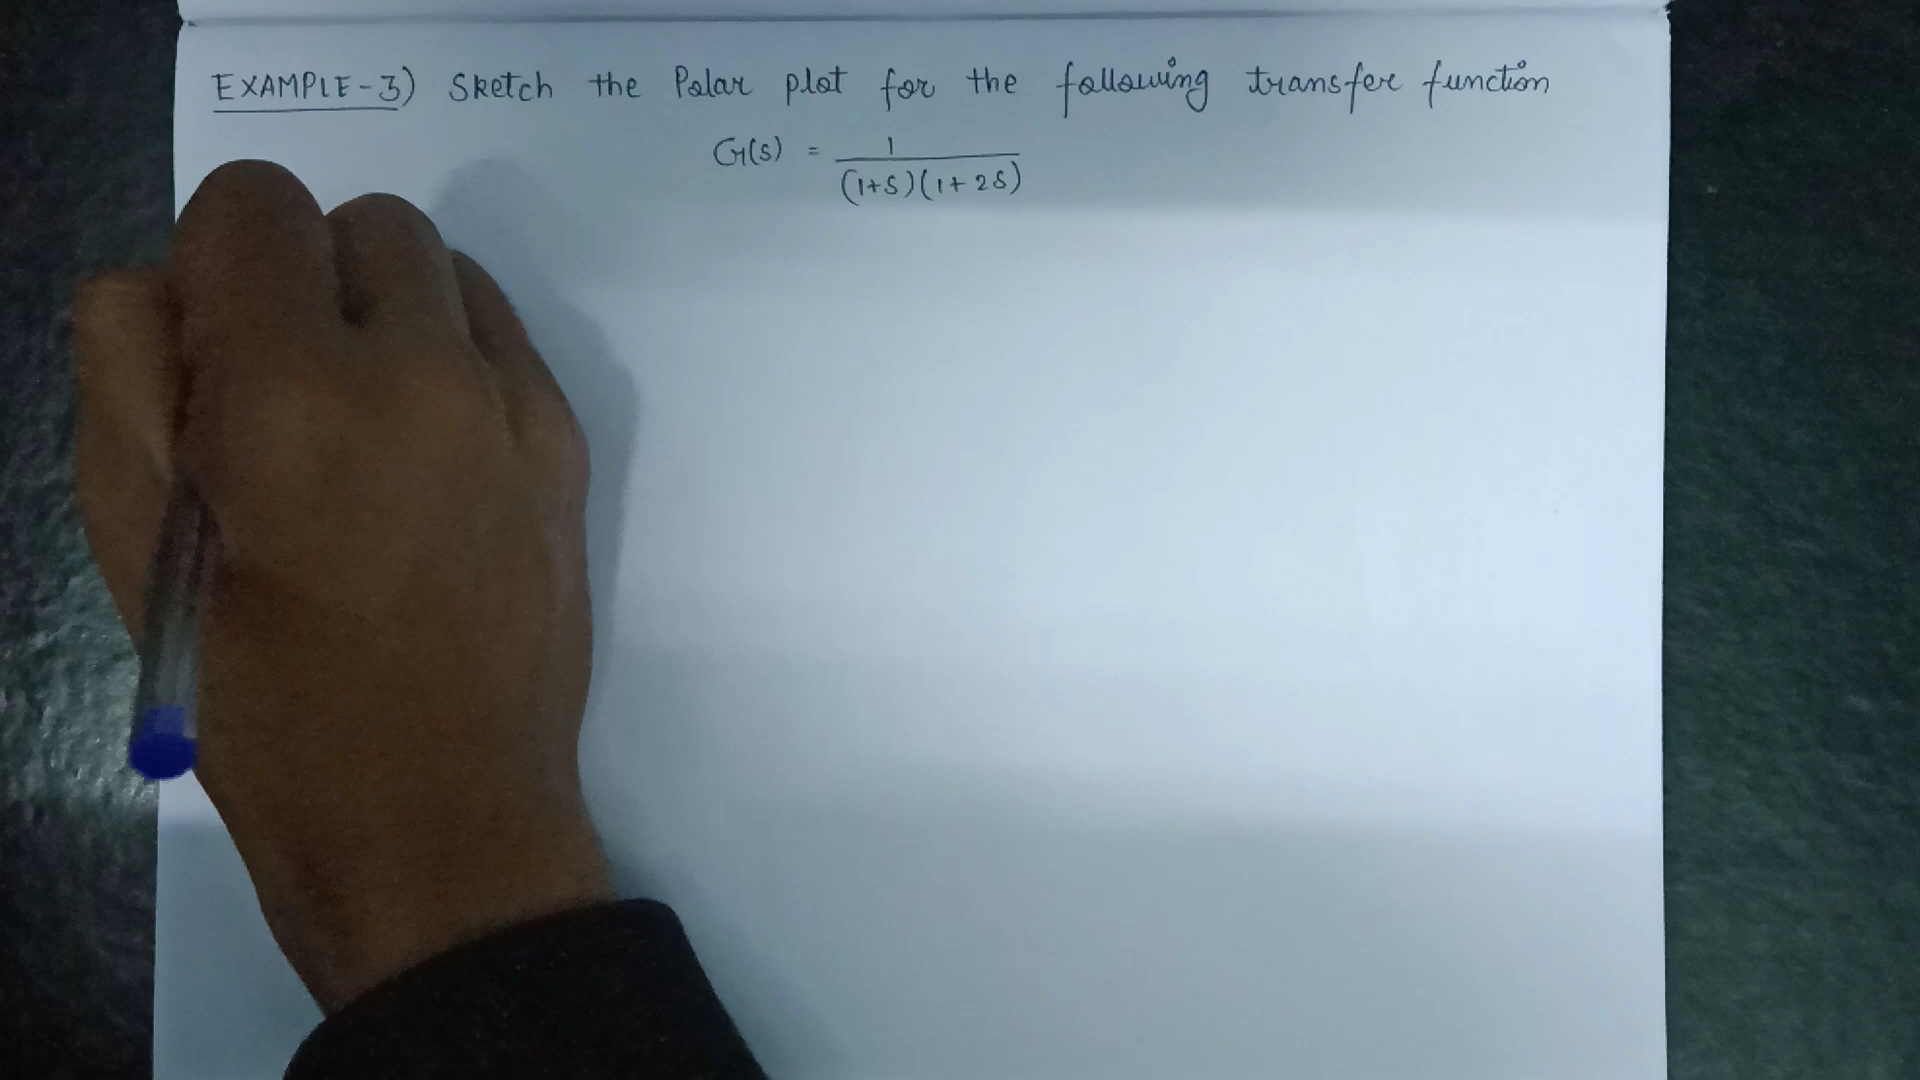 EXAMPLE-3) Sketch the Polar plot for the following transfer function
G(s) = 1 / (1+s)(1+2s)